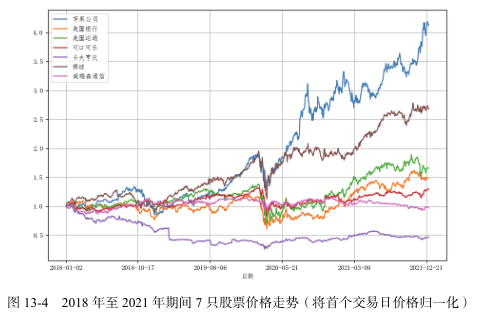 苹果公司
美国银行
美国运通
可口可乐
卡夫亨氏
穆迪
威瑞森通信
4.0
3.5
3.0
2.5
2.0
1.5
1.0
0.5
2018-01-02
2018-10-17
2019-08-06
2020-05-21
2021-03-09
2021-12-21
日期
图 13-4 2018 年至 2021 年期间 7 只股票价格走势（将首个交易日价格归一化）